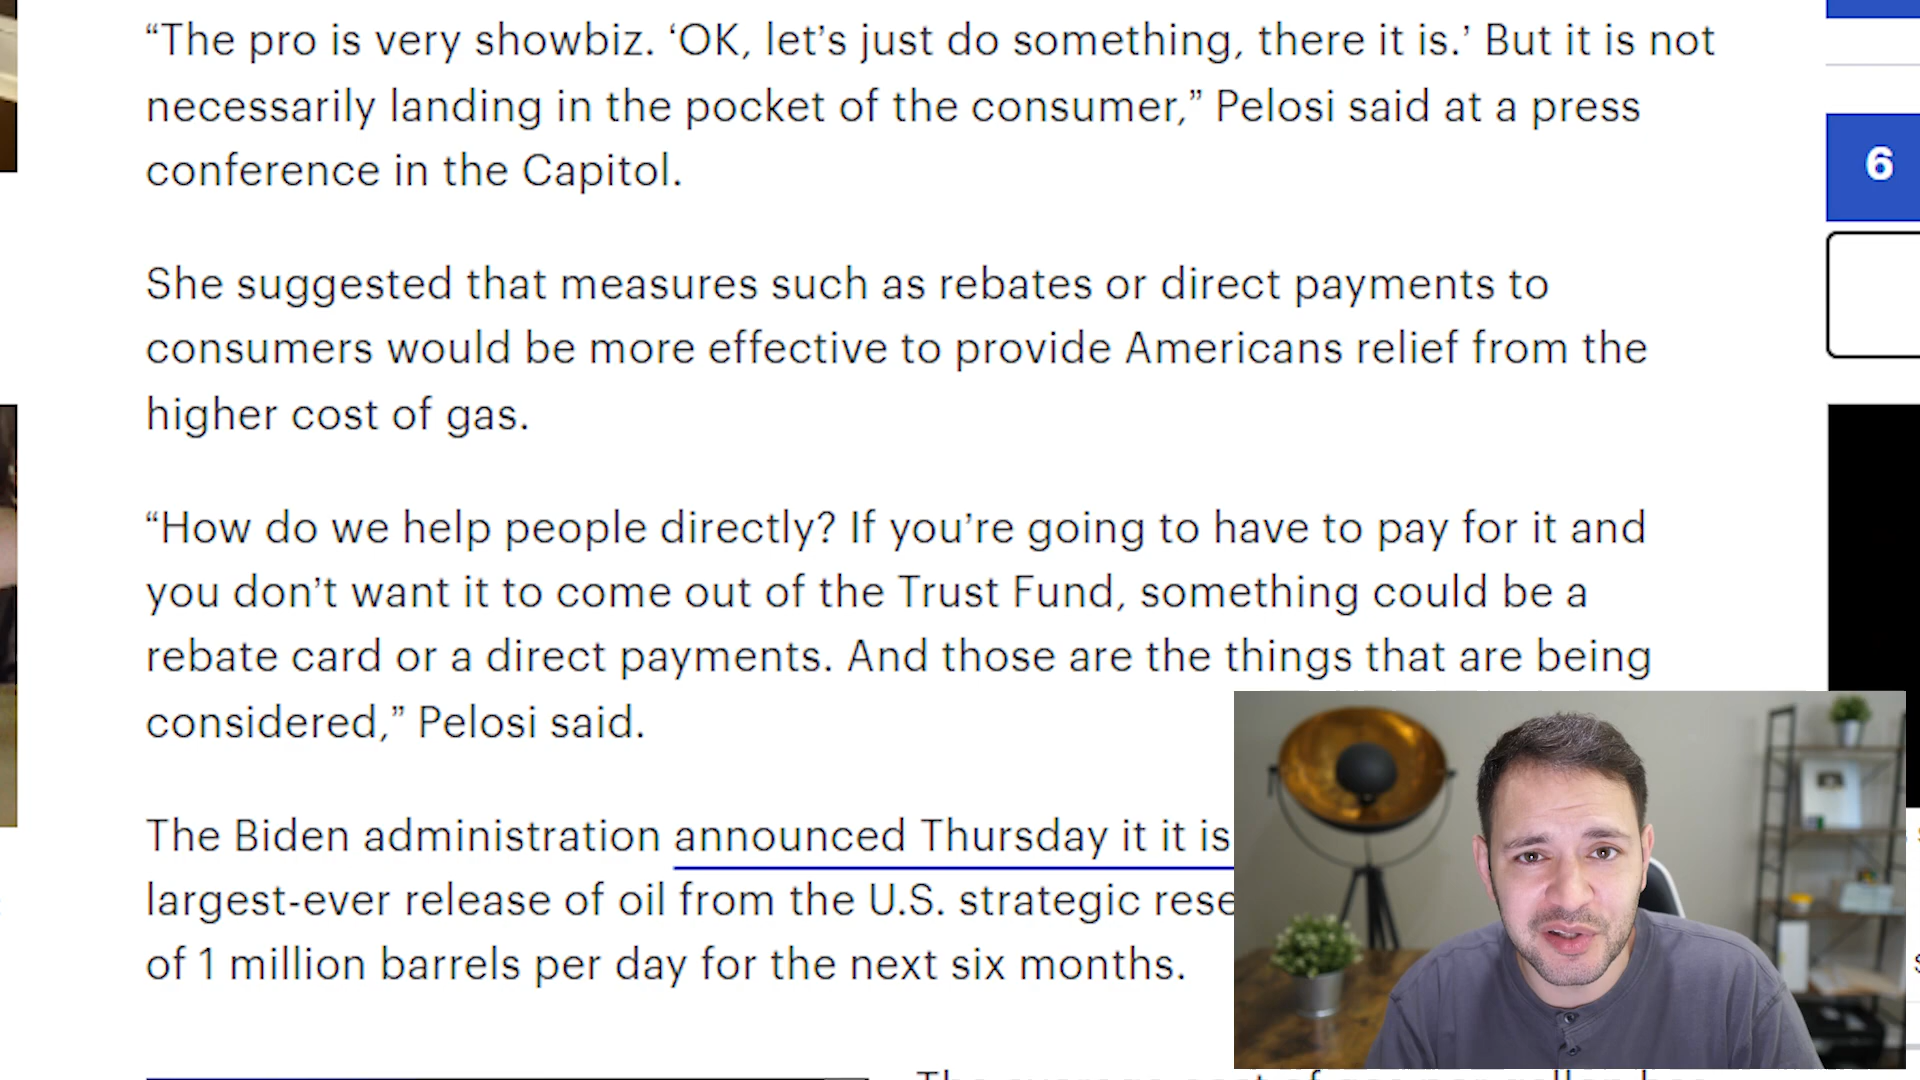 “The pro is very showbiz. ‘OK, let’s just do something, there it is.’ But it is not
necessarily landing in the pocket of the consumer,” Pelosi said at a press
conference in the Capitol.
She suggested that measures such as rebates or direct payments to
consumers would be more effective to provide Americans relief from the
higher cost of gas.
“How do we help people directly? If you’re going to have to pay for it and
you don’t want it to come out of the Trust Fund, something could be a
rebate card or a direct payments. And those are the things that are being
considered,” Pelosi said.
The Biden administration announced Thursday it it is
largest-ever release of oil from the U.S. strategic rese
of 1 million barrels per day for the next six months.
6